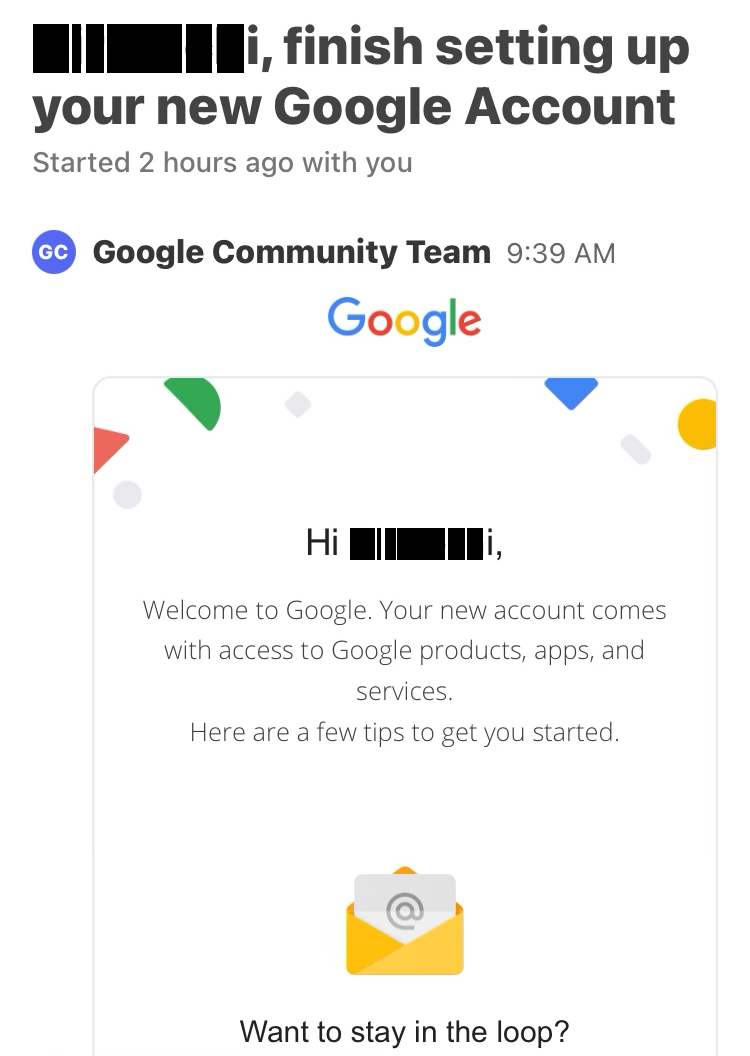 i, finish setting up
your new Google Account
Started 2 hours ago with you
GC Google Community Team 9:39 AM
Google
Hi i,
Welcome to Google. Your new account comes
with access to Google products, apps, and
services.
Here are a few tips to get you started.
@
Want to stay in the loop?